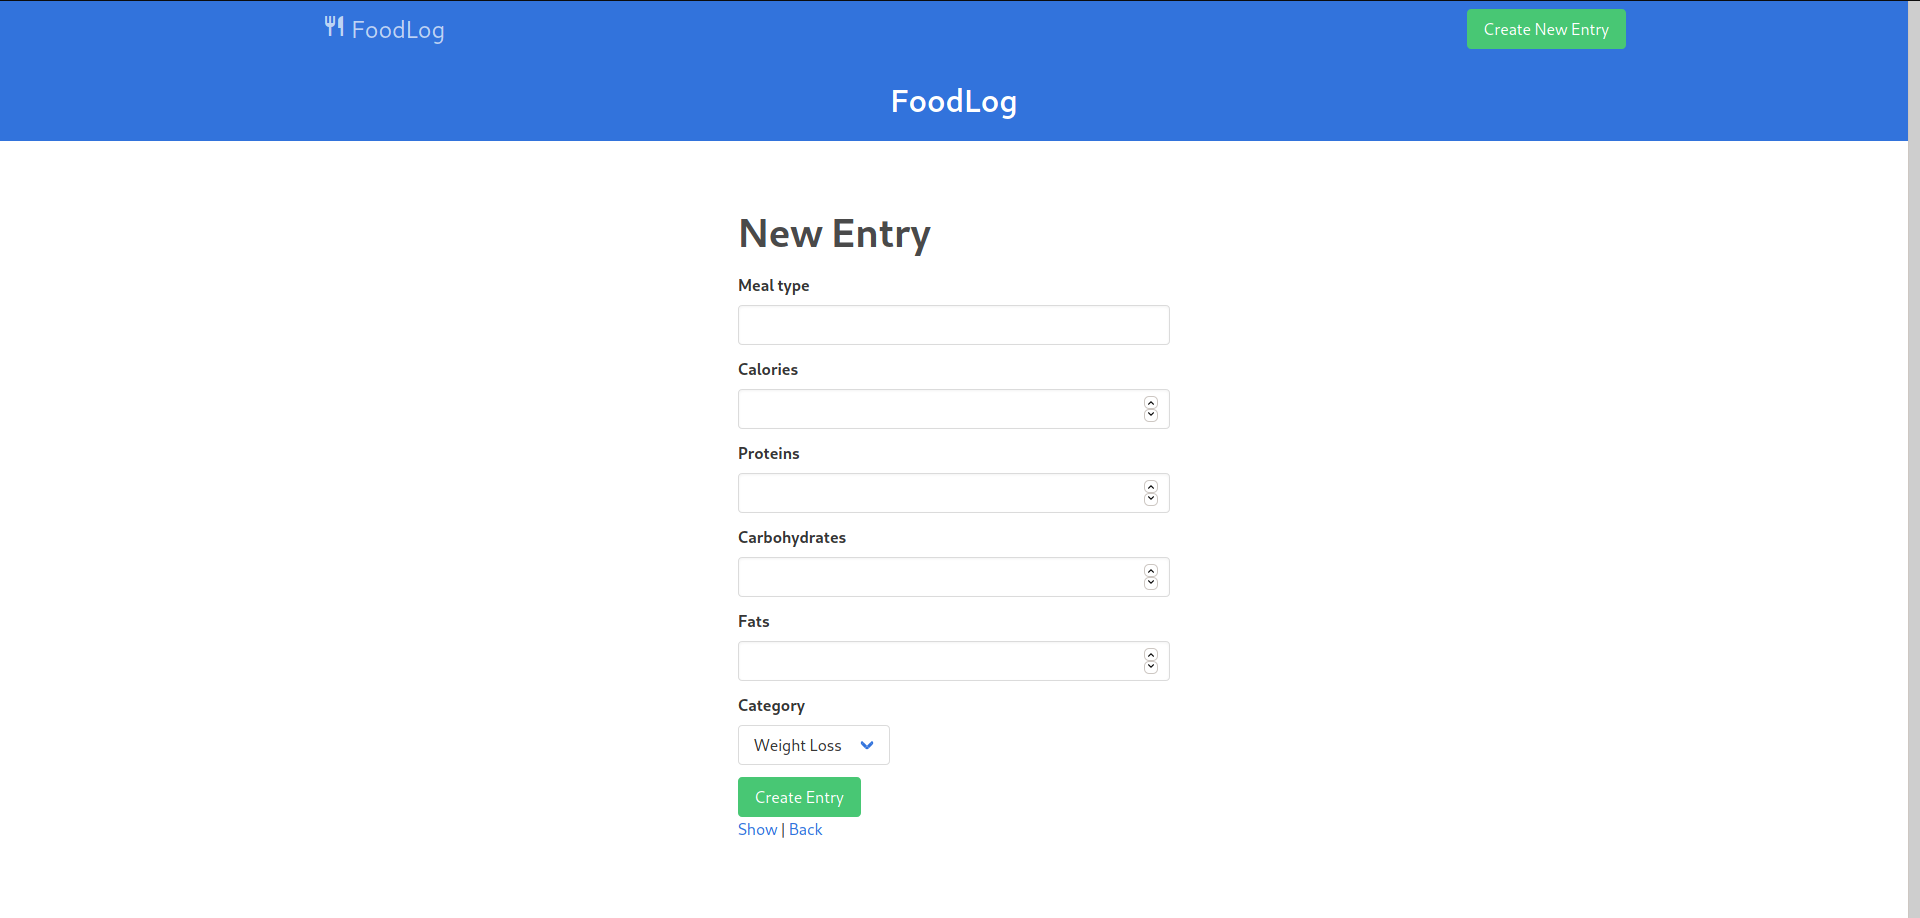 FoodLog
Create New Entry
FoodLog
New Entry
Meal type
Calories
Proteins
Carbohydrates
Fats
Category
Weight Loss
Create Entry
Show | Back